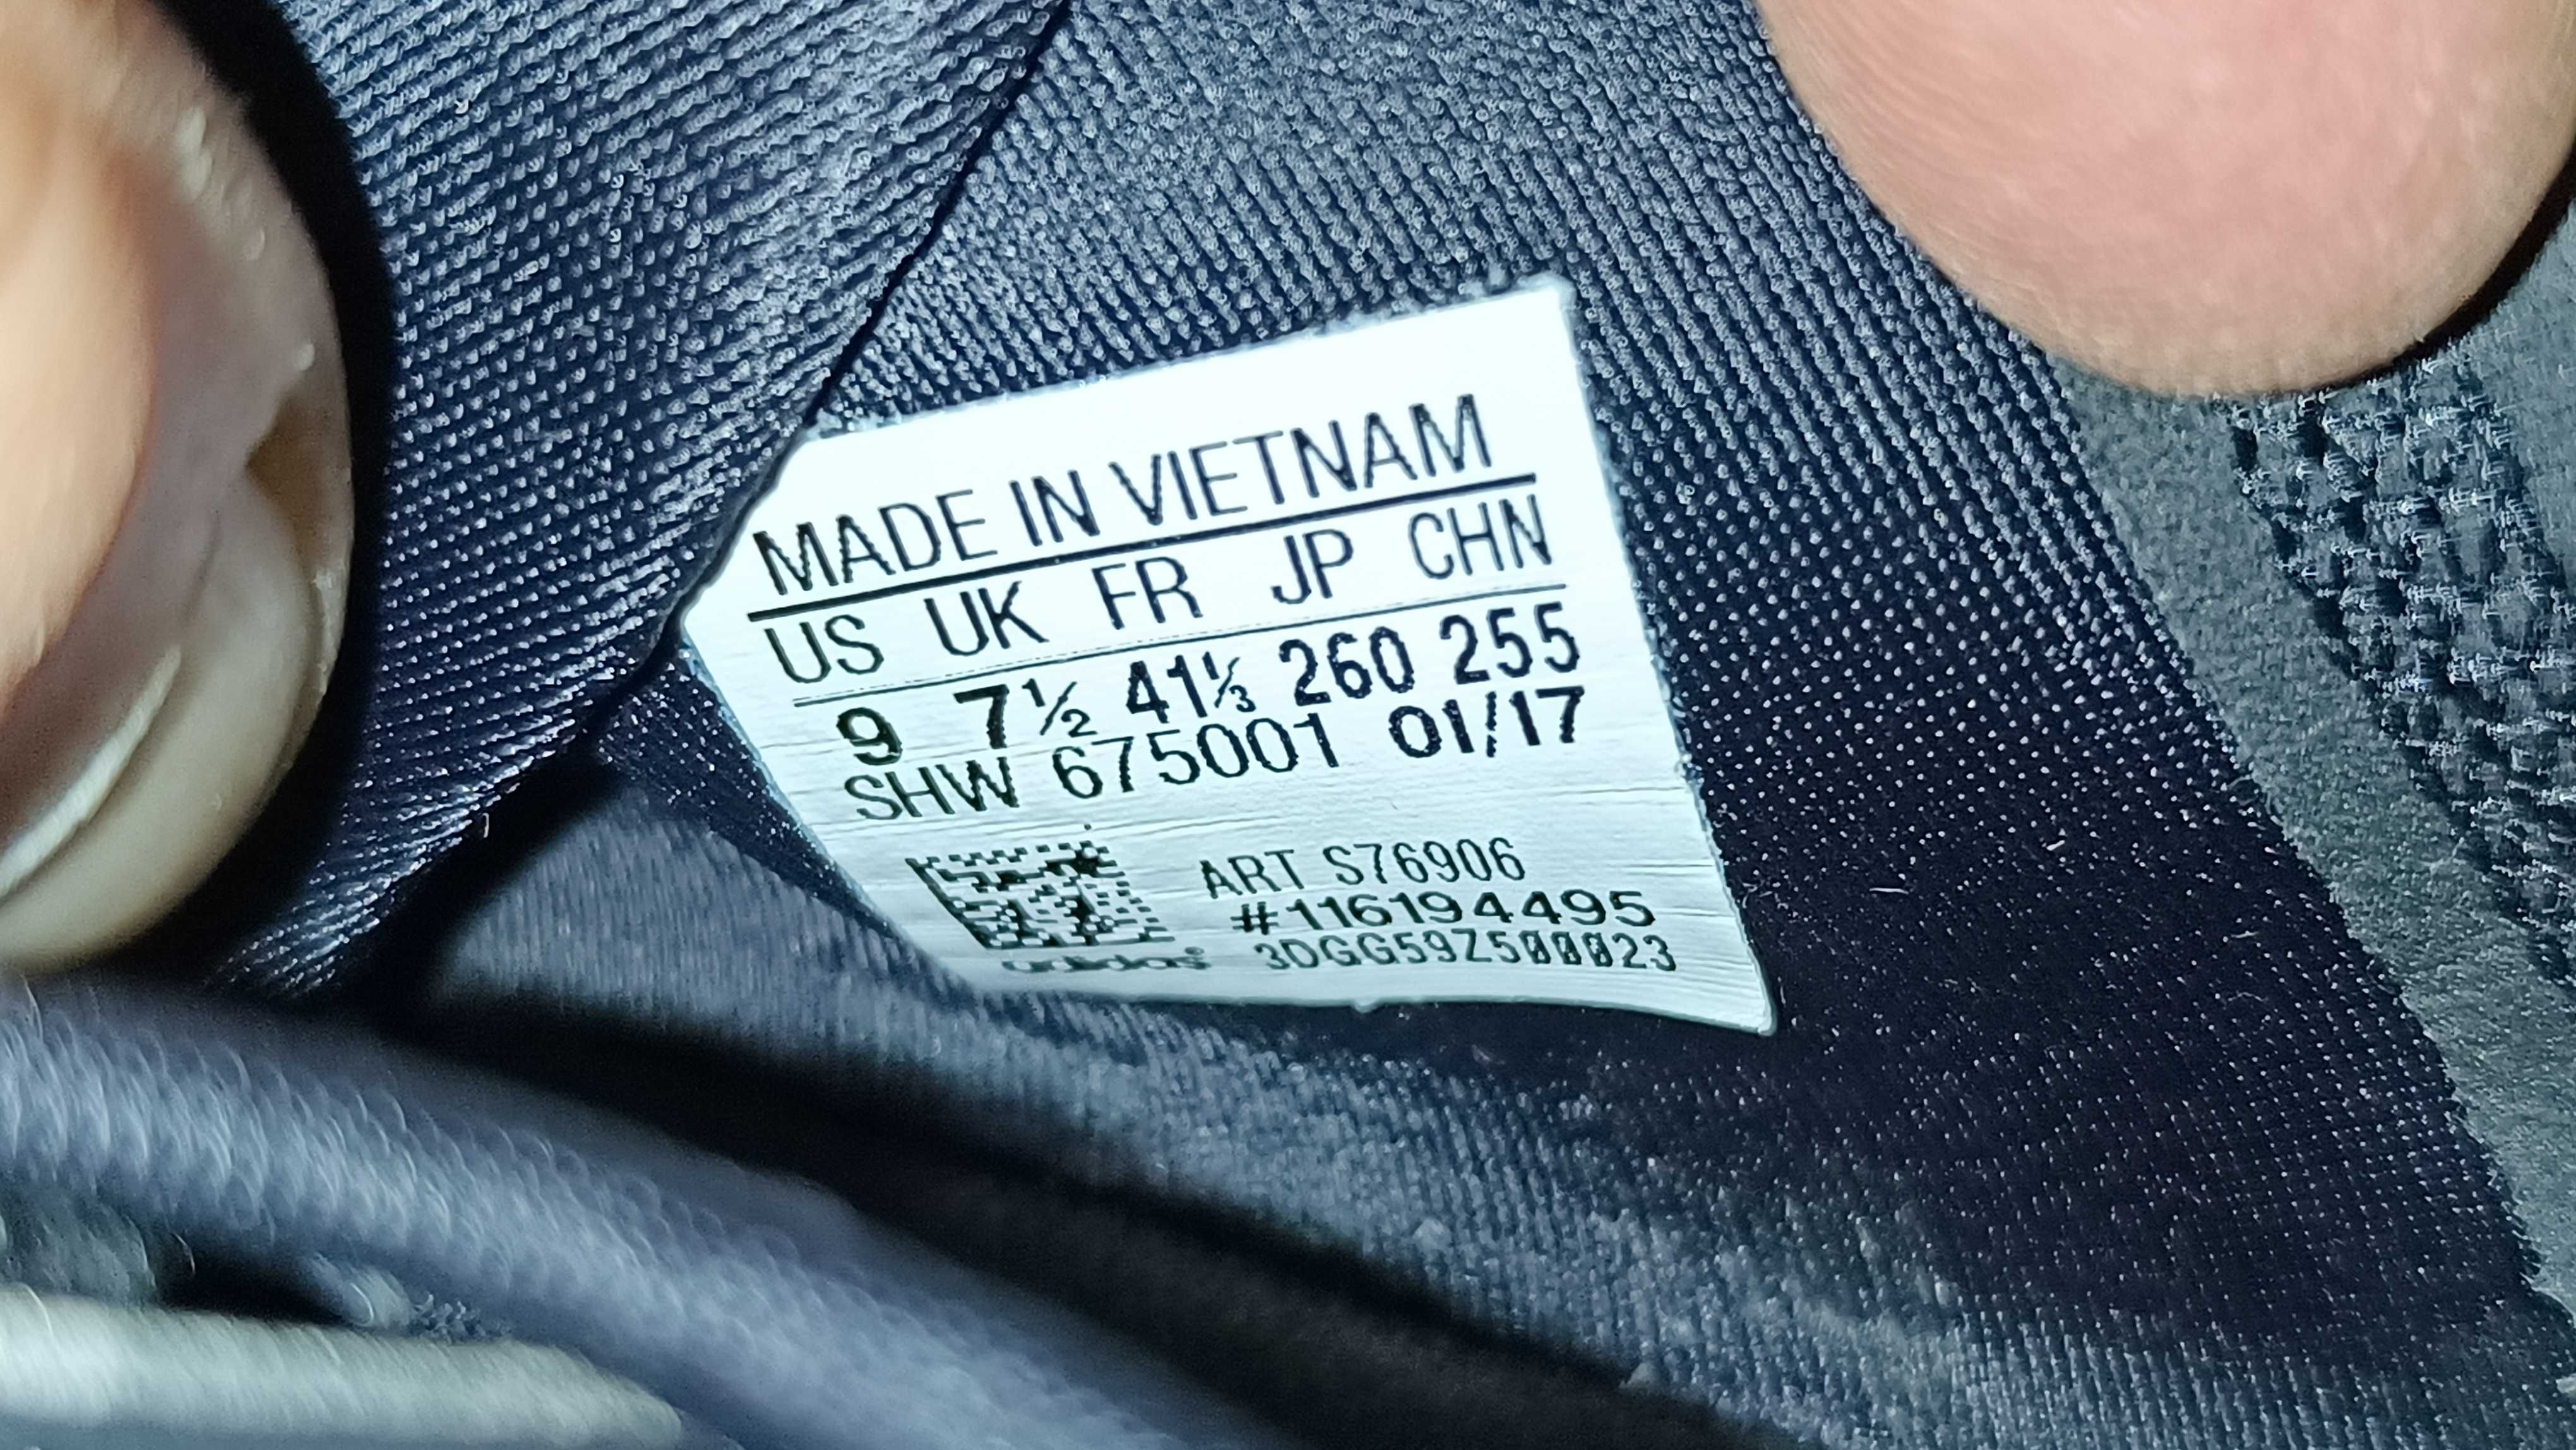 MADE IN VIETNAM
US UK FR JP CHN
9 7½ 41⅓ 260 255
SHW 675001 01/17
ART S76906
#116194495
adidas 3DGG59Z500023